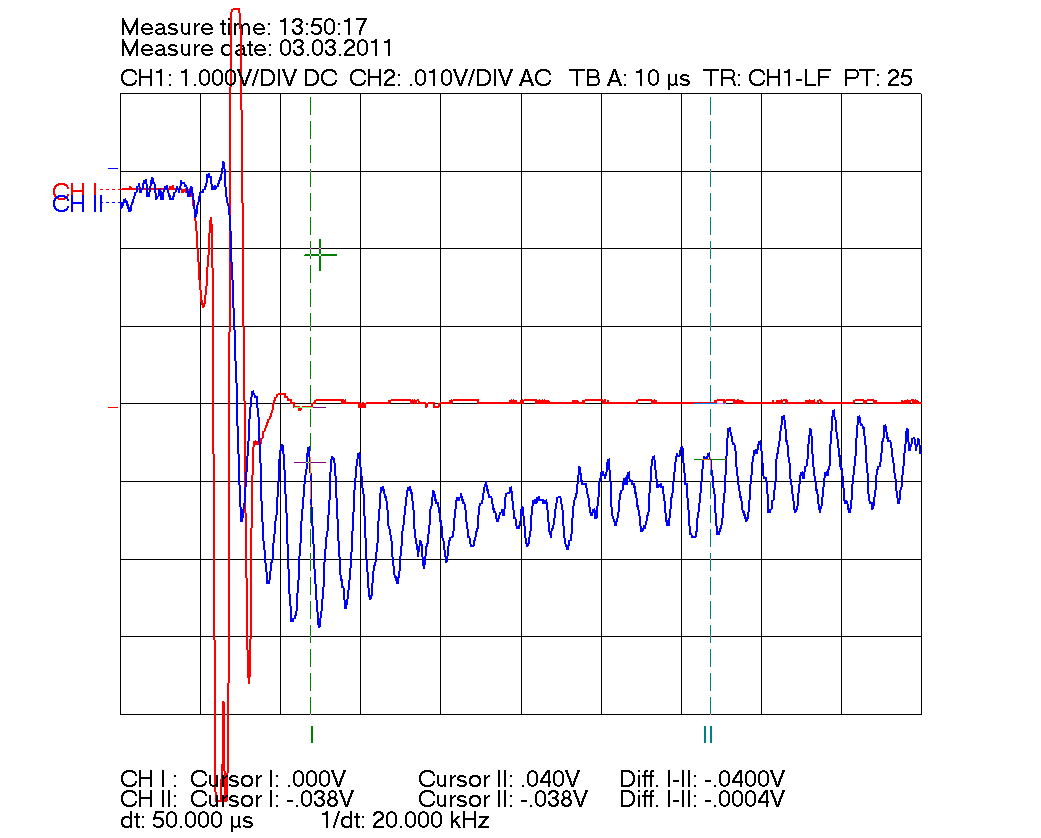 Measure time: 13:50:17
Measure date: 03.03.2011
CH1: 1.000V/DIV DC CH2: .010V/DIV AC TB A: 10 µs TR: CH1-LF PT: 25
CH I
CH II
I
II
CH I : Cursor I: .000V Cursor II: .040V Diff. I-II: -.0400V
CH II: Cursor I: -.038V Cursor II: -.038V Diff. I-II: -.0004V
dt: 50.000 µs 1/dt: 20.000 kHz